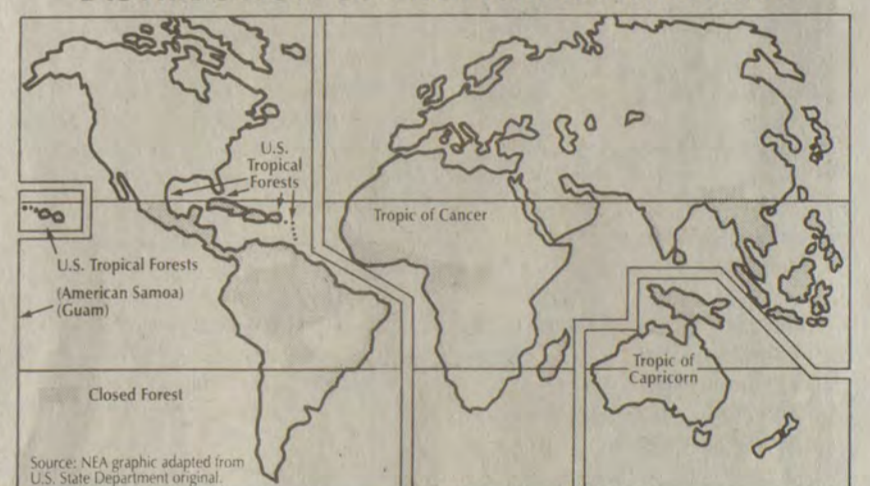 U.S.
Tropical
Forests
Tropic of Cancer
U.S. Tropical Forests
(American Samoa)
(Guam)
Tropic of
Capricorn
Closed Forest
Source: NEA graphic adapted from
U.S. State Department original.